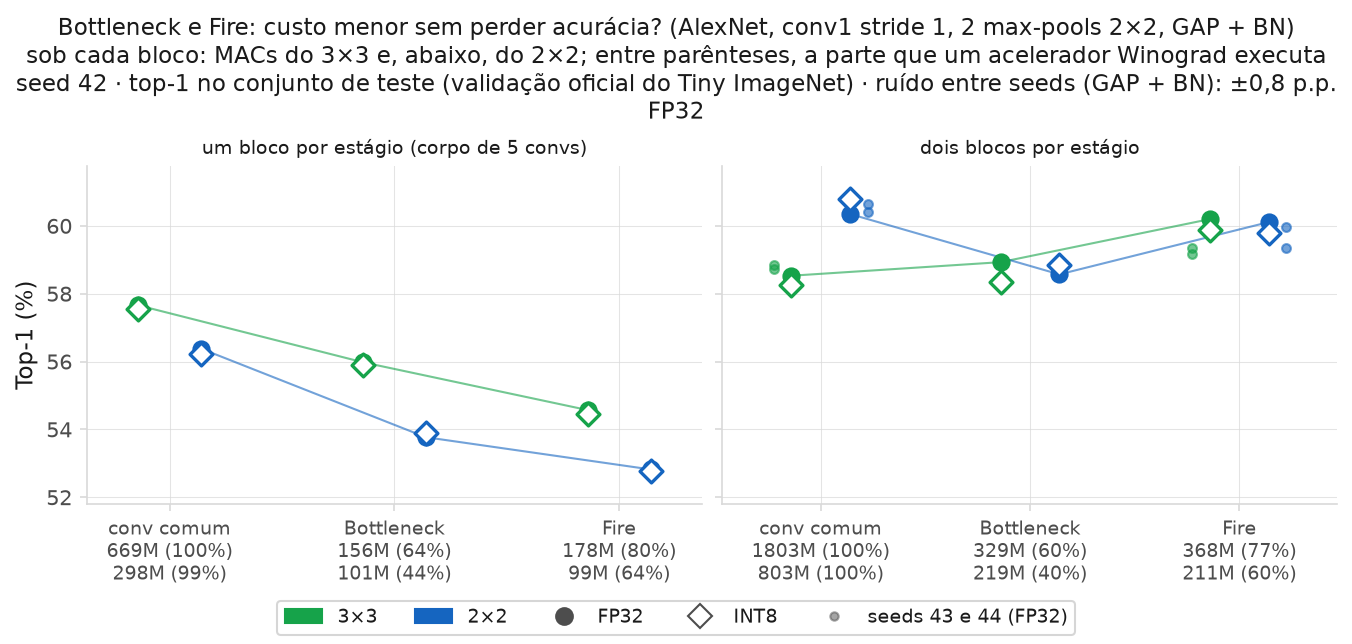 Bottleneck e Fire: custo menor sem perder acurácia? (AlexNet, conv1 stride 1, 2 max-pools 2×2, GAP + BN)
sob cada bloco: MACs do 3×3 e, abaixo, do 2×2; entre parênteses, a parte que um acelerador Winograd executa
seed 42 · top-1 no conjunto de teste (validação oficial do Tiny ImageNet) · ruído entre seeds (GAP + BN): ±0,8 p.p.
FP32
um bloco por estágio (corpo de 5 convs)
dois blocos por estágio
Top-1 (%)
60
58
56
54
52
conv comum
669M (100%)
298M (99%)
Bottleneck
156M (64%)
101M (44%)
Fire
178M (80%)
99M (64%)
conv comum
1803M (100%)
803M (100%)
Bottleneck
329M (60%)
219M (40%)
Fire
368M (77%)
211M (60%)
3×3
2×2
FP32
INT8
seeds 43 e 44 (FP32)